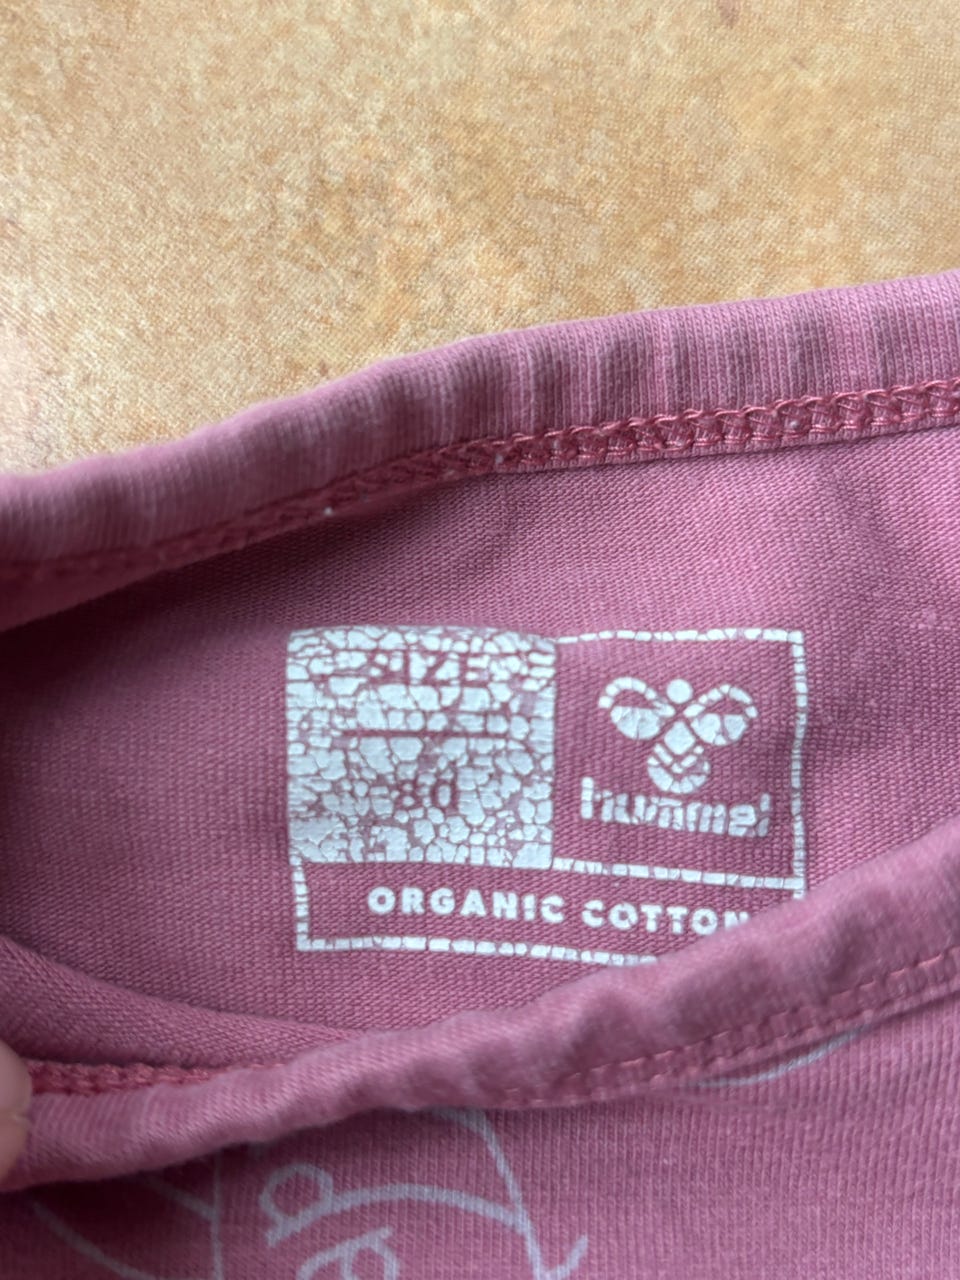 SIZE
80
hummel
ORGANIC COTTON